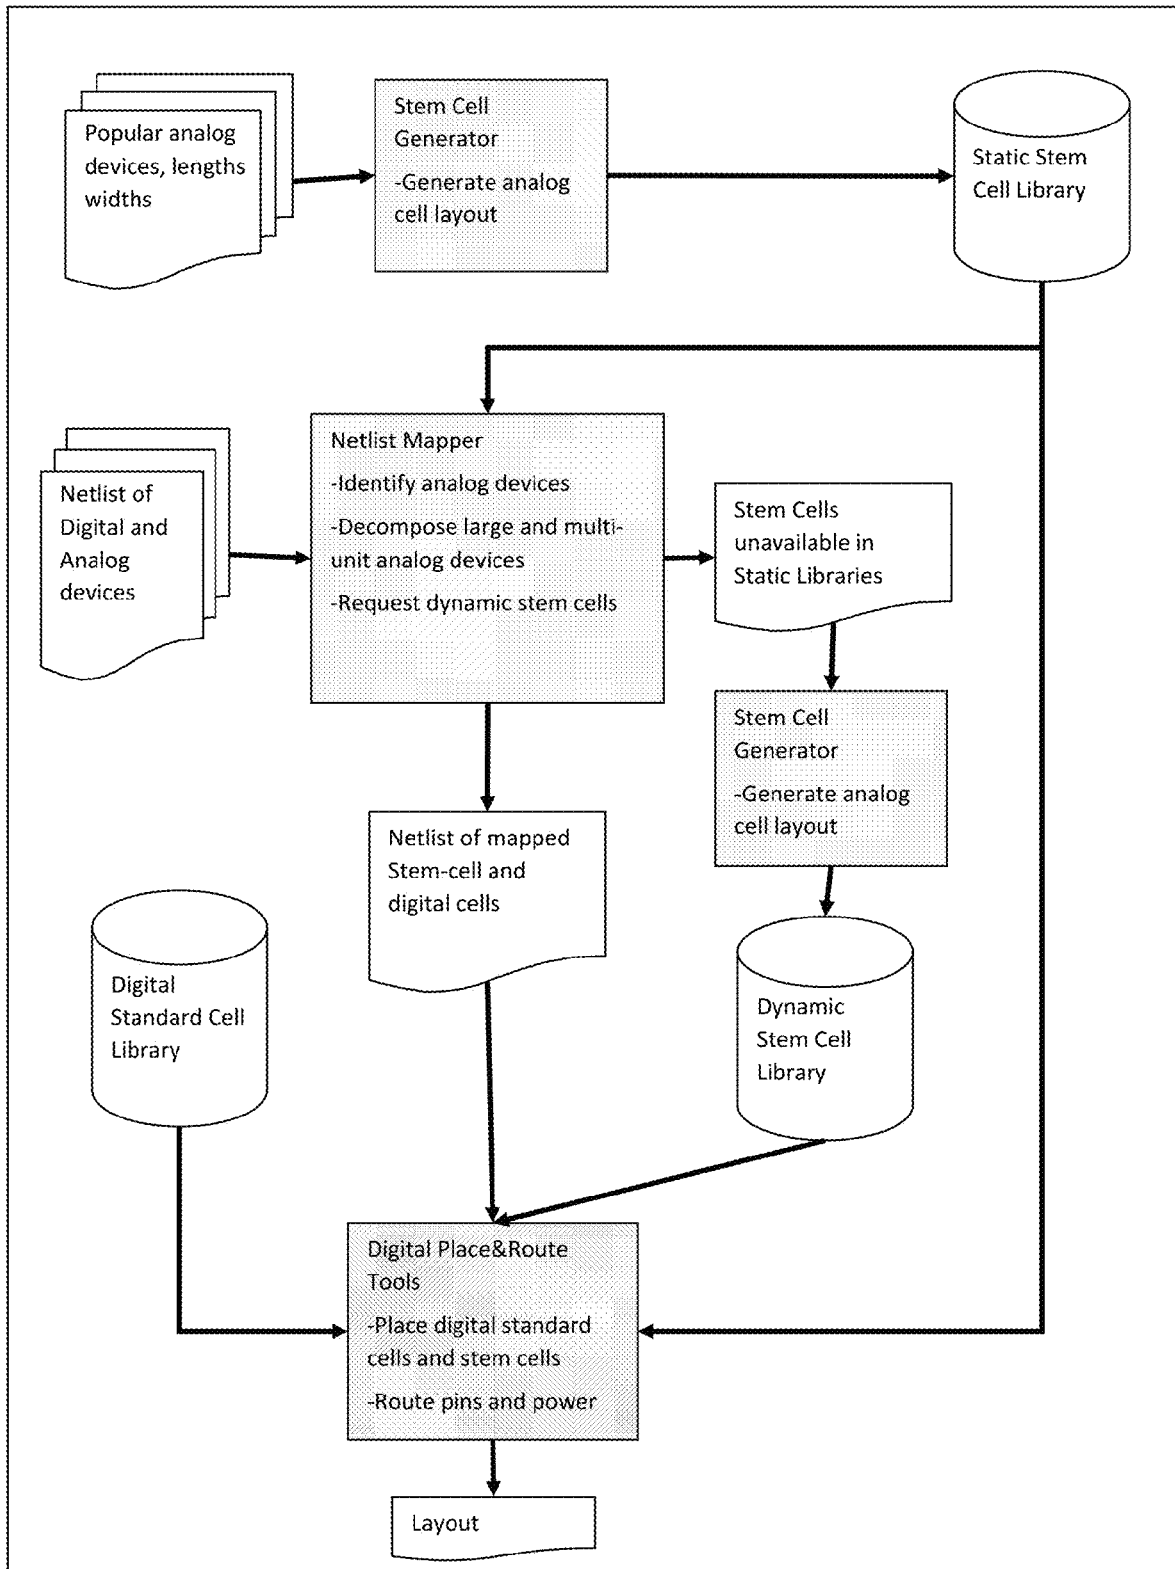 Popular analog
devices, lengths
widths
Stem Cell
Generator
-Generate analog
cell layout
Static Stem
Cell Library
Netlist of
Digital and
Analog
devices
Netlist Mapper
-Identify analog devices
-Decompose large and multi-
unit analog devices
-Request dynamic stem cells
Stem Cells
unavailable in
Static Libraries
Stem Cell
Generator
-Generate analog
cell layout
Netlist of mapped
Stem-cell and
digital cells
Digital
Standard Cell
Library
Dynamic
Stem Cell
Library
Digital Place&Route
Tools
-Place digital standard
cells and stem cells
-Route pins and power
Layout